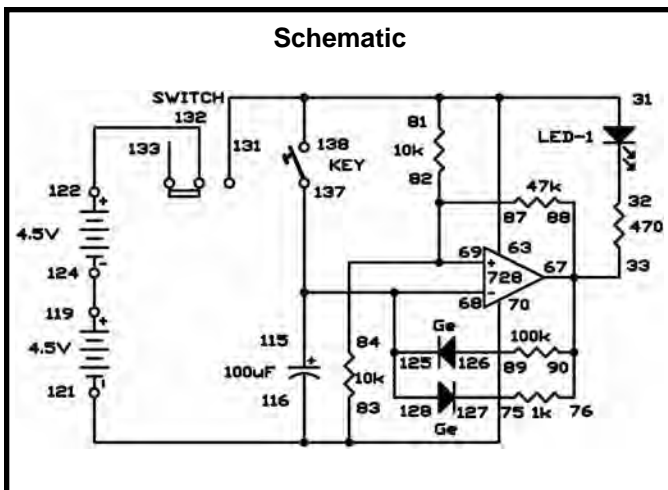 Schematic
SWITCH
132
133
131
138
KEY
137
81
10k
82
31
LED-1
32
470
33
47k
87 88
122
+
4.5V
-
124
119
+
4.5V
-
121
69 + 63
728 67
68 - 70
115
+
100uF
116
84
10k
83
Ge
125 126
100k
89 90
128 127
Ge
75 1k 76